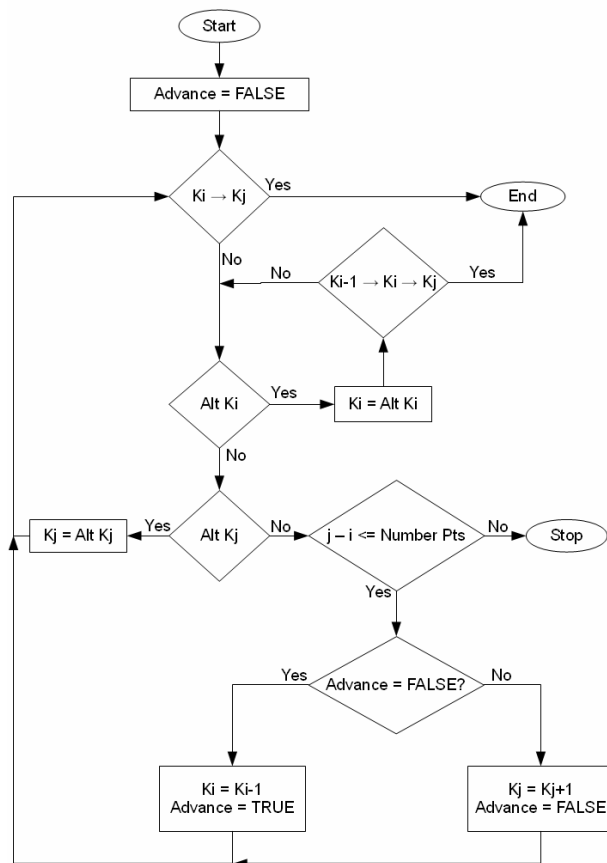 Start
Advance = FALSE
Ki → Kj
Yes
End
No
No
Ki-1 → Ki → Kj
Yes
Alt Ki
Yes
Ki = Alt Ki
No
Kj = Alt Kj
Yes
Alt Kj
No
j – i <= Number Pts
No
Stop
Yes
Yes
Advance = FALSE?
No
Ki = Ki-1
Advance = TRUE
Kj = Kj+1
Advance = FALSE